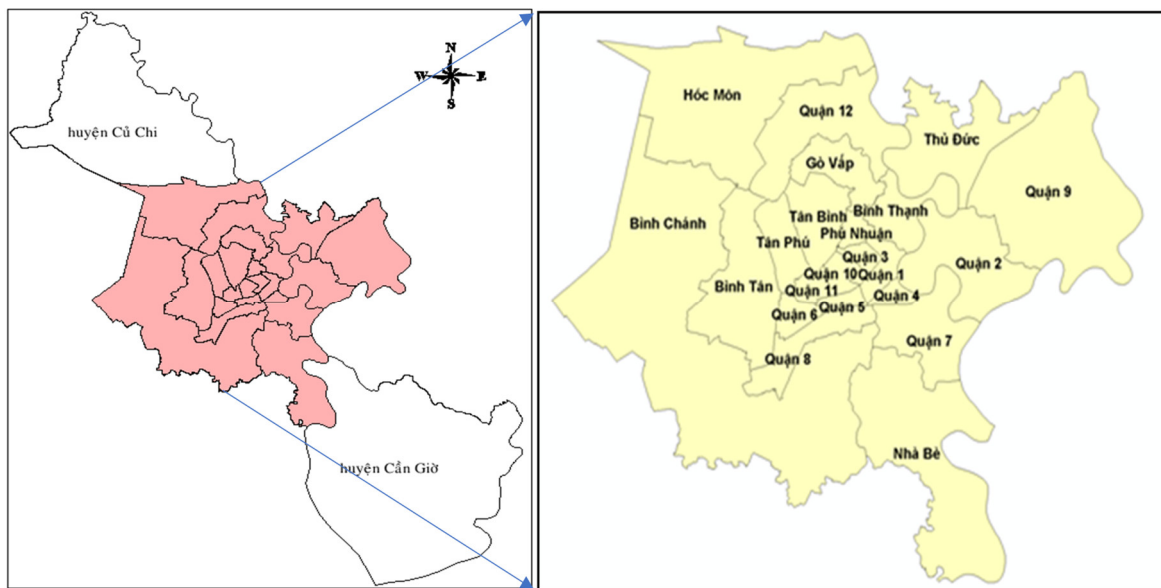 N
W E
S
huyện Củ Chi
huyện Cần Giờ
Hóc Môn
Quận 12
Thủ Đức
Gò Vấp
Quận 9
Bình Chánh
Tân Bình
Bình Thạnh
Tân Phú
Phú Nhuận
Quận 3
Quận 2
Quận 10
Quận 1
Bình Tân
Quận 11
Quận 4
Quận 6
Quận 5
Quận 7
Quận 8
Nhà Bè